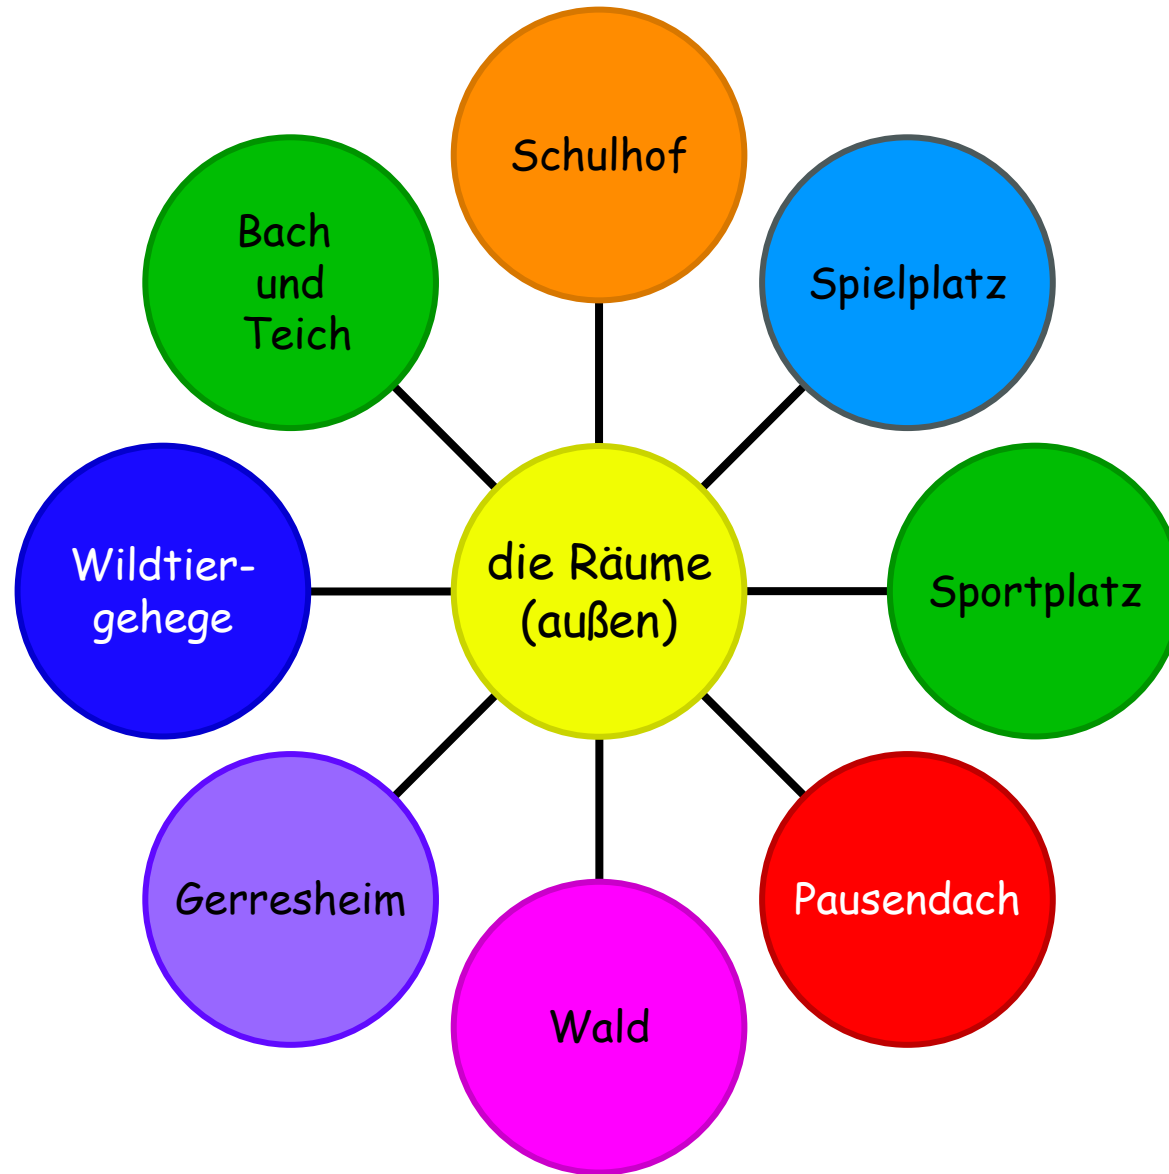 Schulhof
Spielplatz
Sportplatz
Pausendach
Wald
Gerresheim
Wildtier-
gehege
Bach
und
Teich
die Räume
(außen)